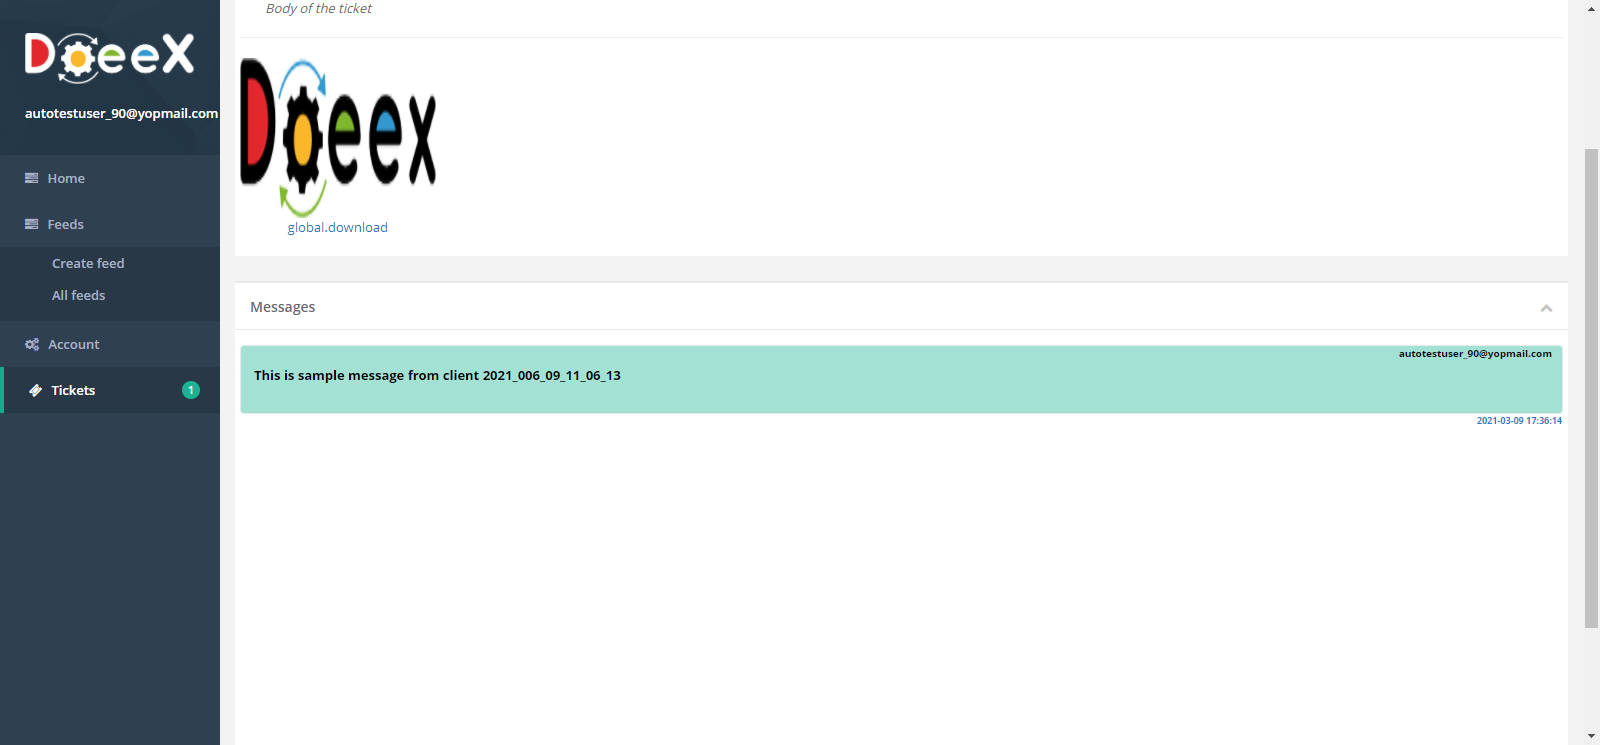 DoeeX
autotestuser_90@yopmail.com
Home
Feeds
Create feed
All feeds
Account
Tickets 1
Body of the ticket
Doeex
global.download
Messages
autotestuser_90@yopmail.com
This is sample message from client 2021_006_09_11_06_13
2021-03-09 17:36:14